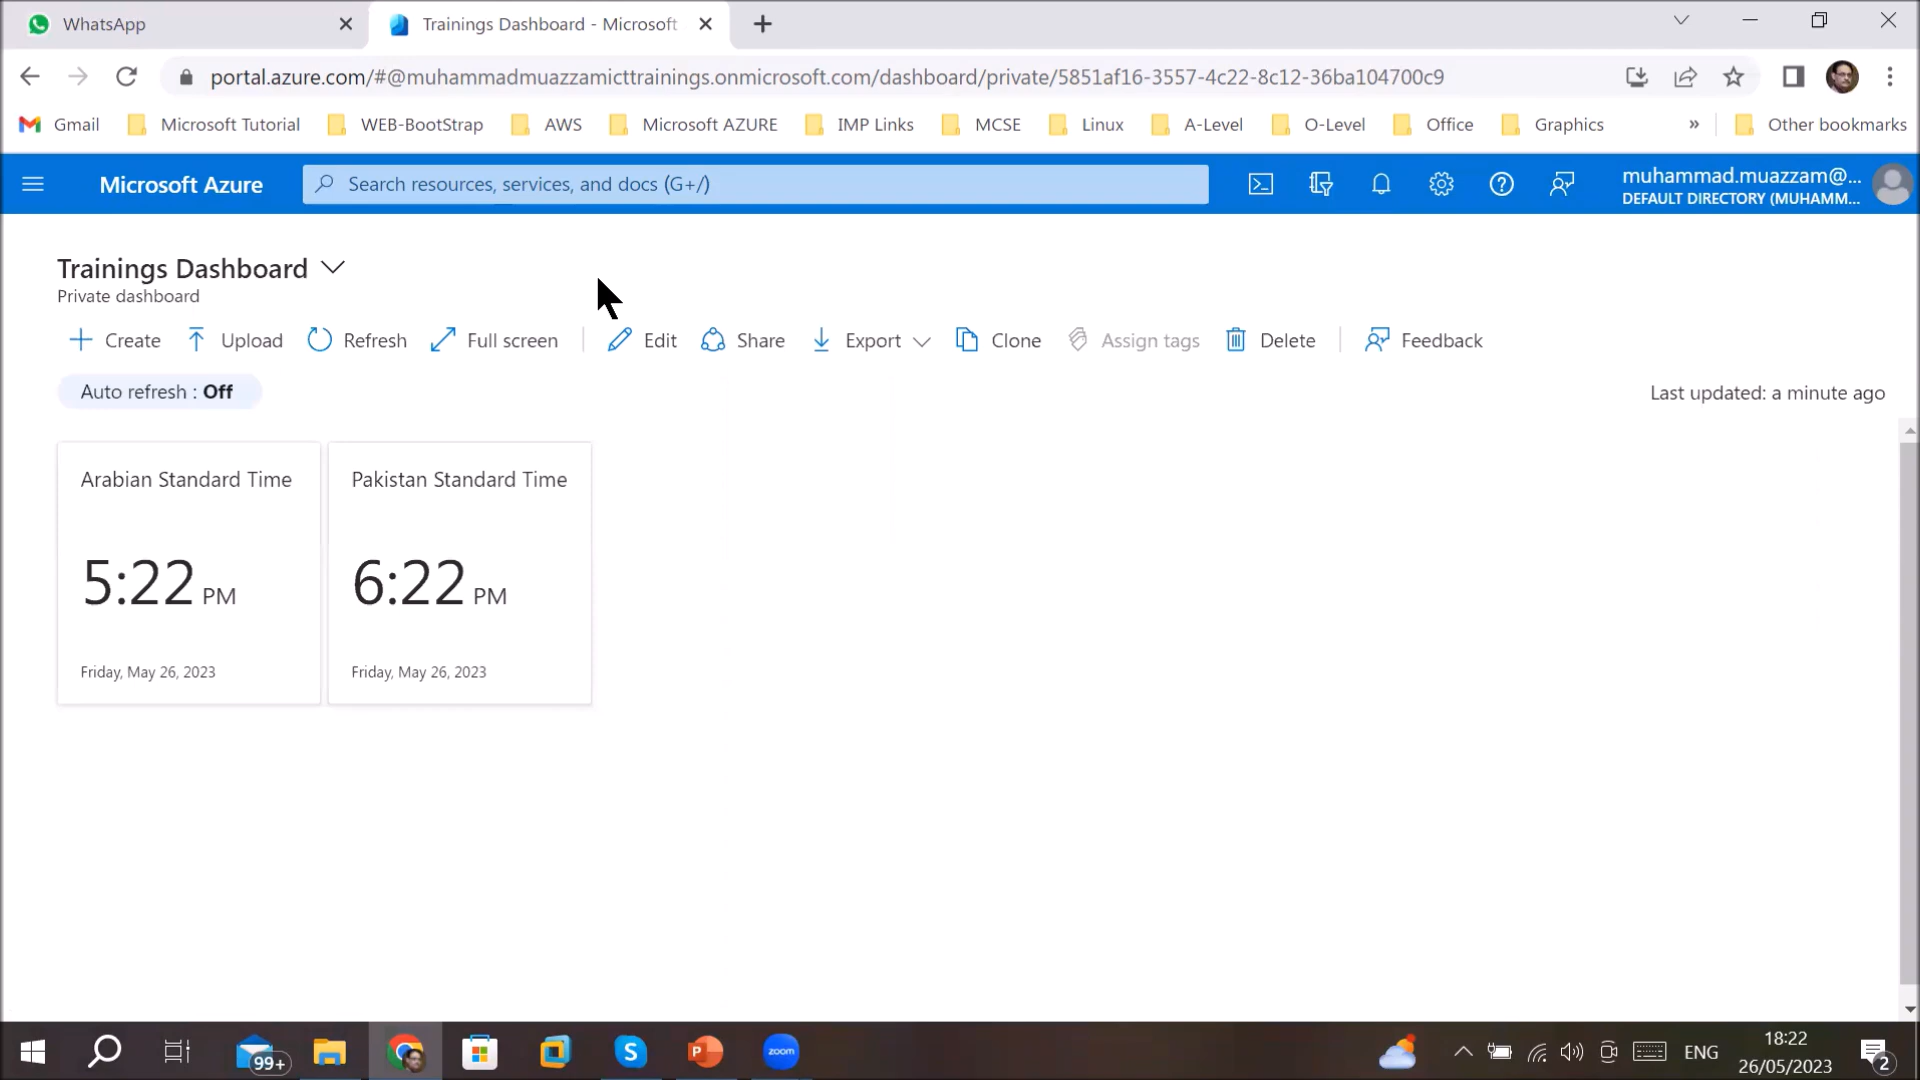 WhatsApp
Trainings Dashboard - Microsoft
portal.azure.com/#@muhammadmuazzamicttrainings.onmicrosoft.com/dashboard/private/5851af16-3557-4c22-8c12-36ba104700c9
Gmail Microsoft Tutorial WEB-BootStrap AWS Microsoft AZURE IMP Links MCSE Linux A-Level O-Level Office Graphics » Other bookmarks
Microsoft Azure
Search resources, services, and docs (G+/)
muhammad.muazzam@...
DEFAULT DIRECTORY (MUHAMM...
Trainings Dashboard
Private dashboard
Create Upload Refresh Full screen Edit Share Export Clone Assign tags Delete Feedback
Auto refresh : Off
Last updated: a minute ago
Arabian Standard Time
5:22 PM
Friday, May 26, 2023
Pakistan Standard Time
6:22 PM
Friday, May 26, 2023
99+
S
P
zoom
ENG
18:22
26/05/2023
2